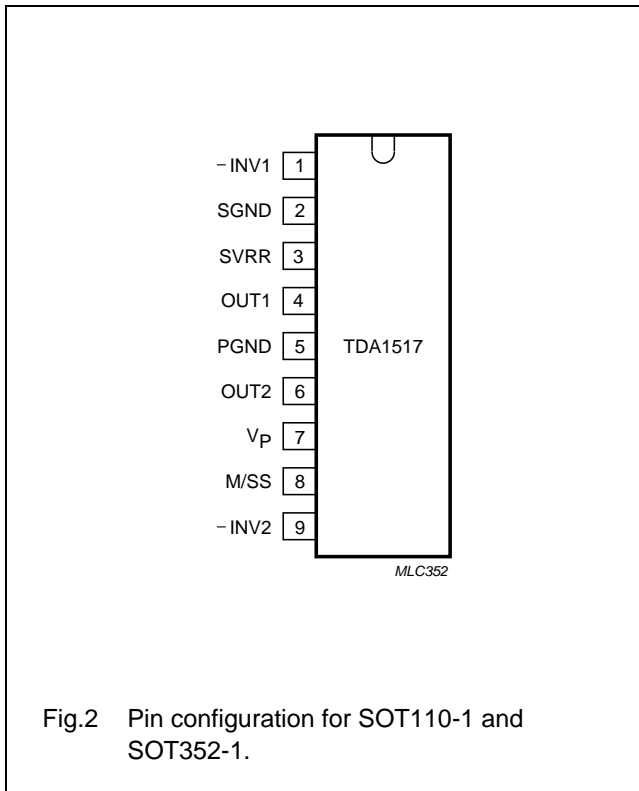 −INV1 1
SGND 2
SVRR 3
OUT1 4
PGND 5 TDA1517
OUT2 6
VP 7
M/SS 8
−INV2 9
MLC352
Fig.2 Pin configuration for SOT110-1 and
SOT352-1.